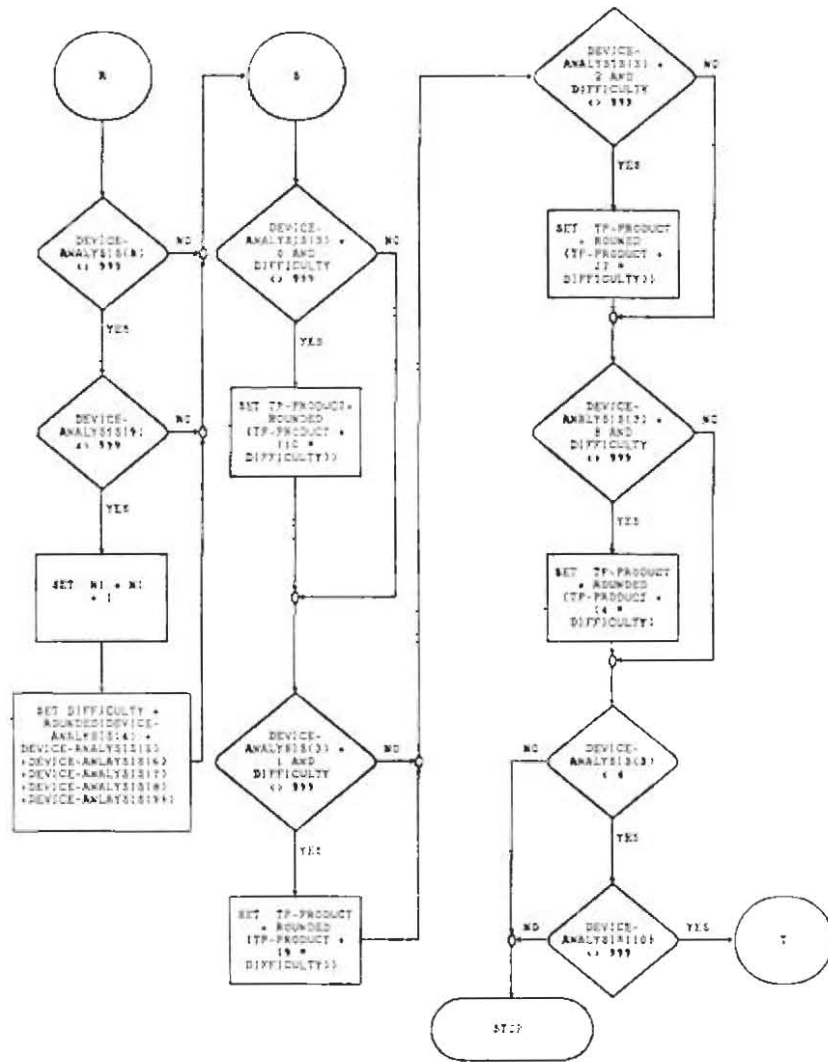 R
DEVICE-
ANALYSIS(8)
<> 999
NO
YES
DEVICE-
ANALYSIS(9)
<> 999
NO
YES
SET N1 + N1
+ 1
SET DIFFICULTY +
ROUNDED(DEVICE-
ANALYSIS(4) +
DEVICE-ANALYSIS(5)
+DEVICE-ANLAYSIS(6)
+DEVICE-ANALYSIS(7)
+DEVICE-ANALYSIS(8)
+DEVICE-ANLAYSIS(9))
S
DEVICE-
ANALYSIS(3) +
0 AND
DIFFICULTY
<> 999
NO
YES
SET TP-PRODUCT+
ROUNDED
(TP-PRODUCT +
DIFFICULTY))
DEVICE-
ANALYSIS(3) +
1 AND
DIFFICULTY
<> 999
NO
YES
SET TP-PRODUCT
+ ROUNDED
(TP-PRODUCT +
(9 *
DIFFICULTY))
DEVICE-
ANALYSIS(3) +
2 AND
DIFFICULTY
<> 999
NO
YES
SET TP-PRODUCT
+ ROUNED
(TP-PRODUCT +
DIFFICULTY))
DEVICE-
ANALYSIS(3) +
AND
DIFFICULTY
<> 999
NO
YES
SET TP-PRODUCT
+ ROUNDED
(TP-PRODUCT +
(4 *
DIFFICULTY)
DEVICE-
ANALYSIS(3)
NO
YES
DEVICE-
ANALYSIS(10)
<> 999
NO
YES
T
STOP